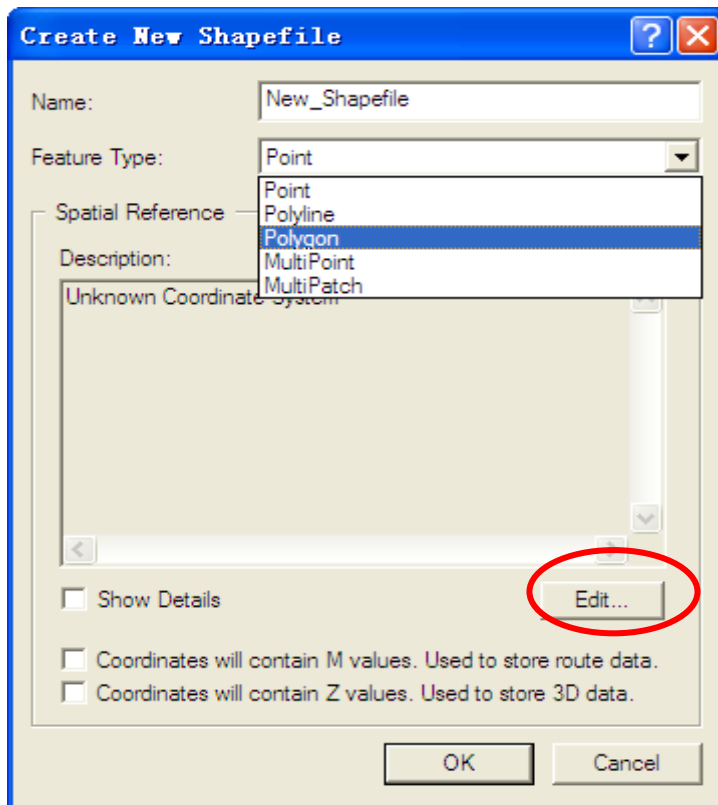 Create New Shapefile
Name:
New_Shapefile
Feature Type:
Point
Point
Polyline
Polygon
MultiPoint
MultiPatch
Spatial Reference
Description:
Unknown Coordinate System
Show Details
Edit...
Coordinates will contain M values. Used to store route data.
Coordinates will contain Z values. Used to store 3D data.
OK
Cancel